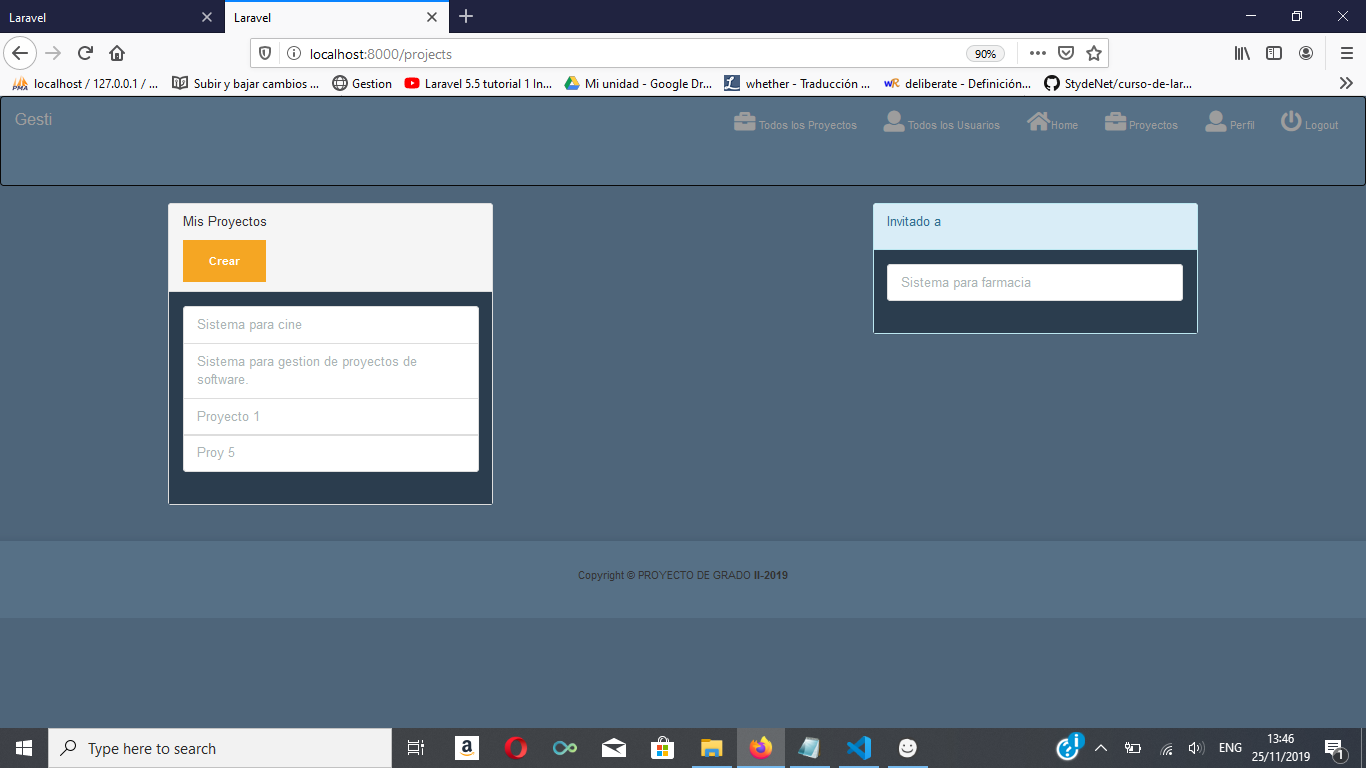 Laravel
Laravel
localhost:8000/projects
90%
localhost / 127.0.0.1 / ...
Subir y bajar cambios ...
Gestion
Laravel 5.5 tutorial 1 In...
Mi unidad - Google Dr...
whether - Traducción ...
deliberate - Definición...
StydeNet/curso-de-lar...
Gesti
Todos los Proyectos
Todos los Usuarios
Home
Proyectos
Perfil
Logout
Mis Proyectos
Crear
Sistema para cine
Sistema para gestion de proyectos de
software.
Proyecto 1
Proy 5
Invitado a
Sistema para farmacia
Copyright © PROYECTO DE GRADO II-2019
Type here to search
ENG
13:46
25/11/2019
1